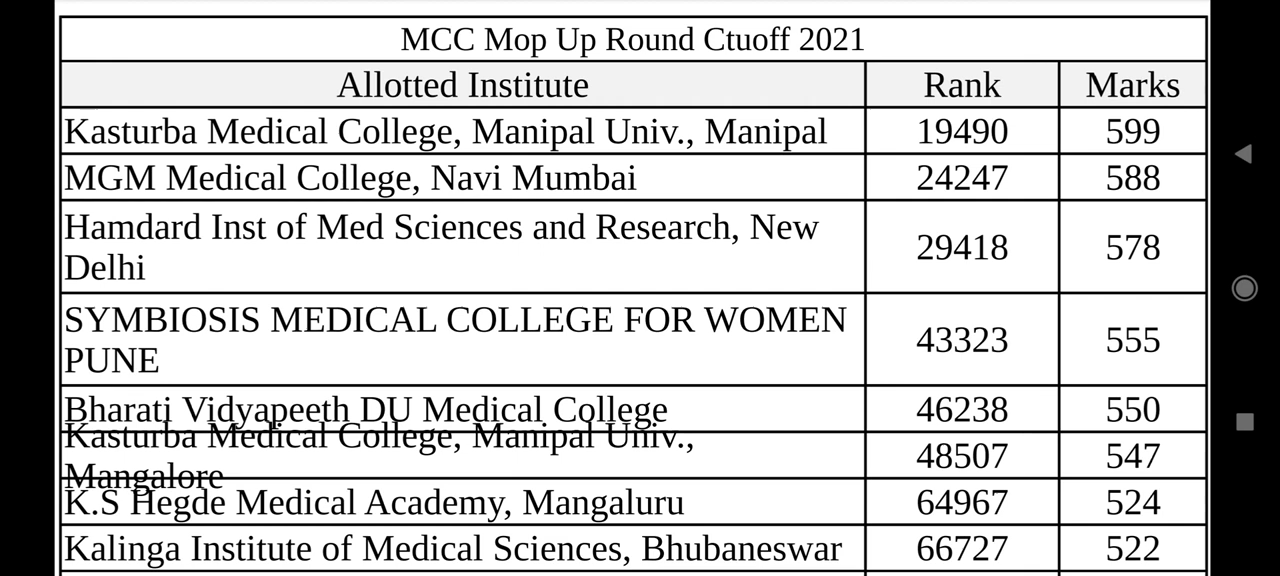 MCC Mop Up Round Ctuoff 2021
Allotted Institute Rank Marks
Kasturba Medical College, Manipal Univ., Manipal 19490 599
MGM Medical College, Navi Mumbai 24247 588
Hamdard Inst of Med Sciences and Research, New
Delhi 29418 578
SYMBIOSIS MEDICAL COLLEGE FOR WOMEN
PUNE 43323 555
Bharati Vidyapeeth DU Medical College 46238 550
Kasturba Medical College, Manipal Univ.,
Mangalore 48507 547
K.S Hegde Medical Academy, Mangaluru 64967 524
Kalinga Institute of Medical Sciences, Bhubaneswar 66727 522